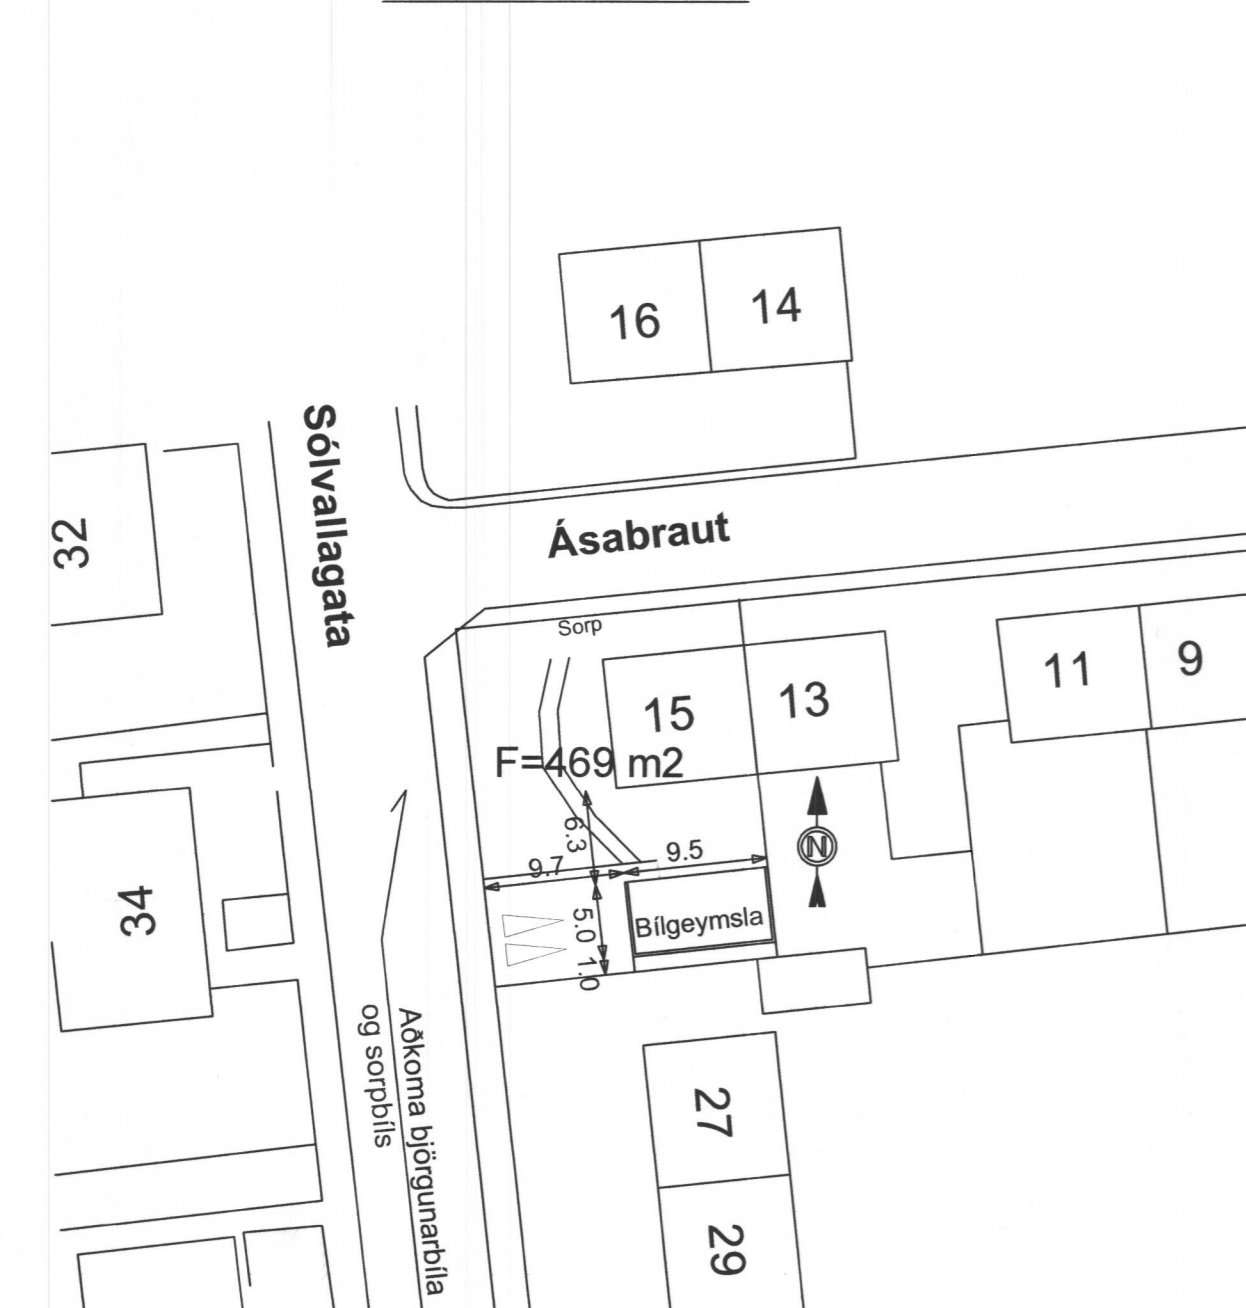 16
14
Sólvallagata
32
Ásabraut
Sorp
15
13
11
9
F=469 m2
6.3
9.7
9.5
N
34
5.0
Bílgeymsla
1.0
Aðkoma björgunarbíla
og sorpbíls
27
29